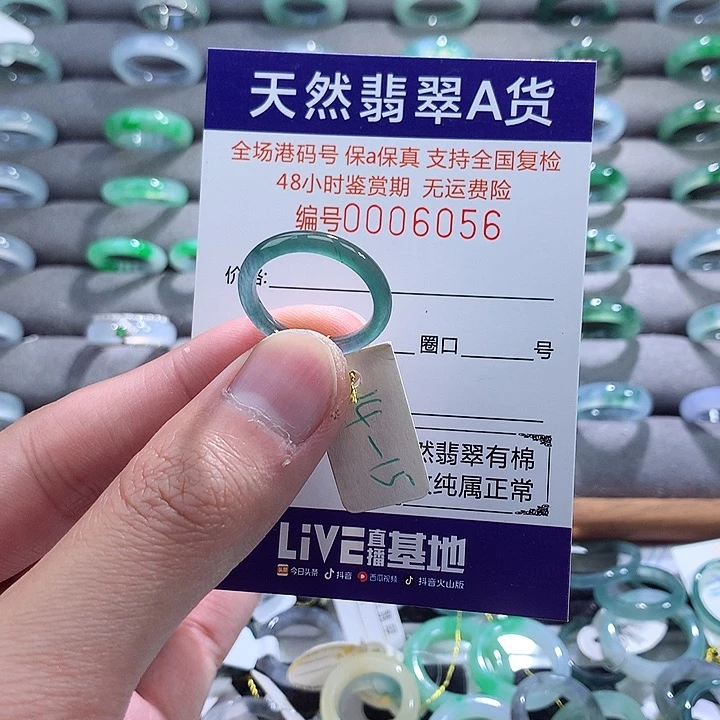 天然翡翠A货
全场港码号 保a保真 支持全国复检
48小时鉴赏期 无运费险
编号0006056
价格:
圈口 号
然翡翠有棉
纯属正常
LiVE直播基地
头条 今日头条 抖音 西瓜视频 抖音火山版